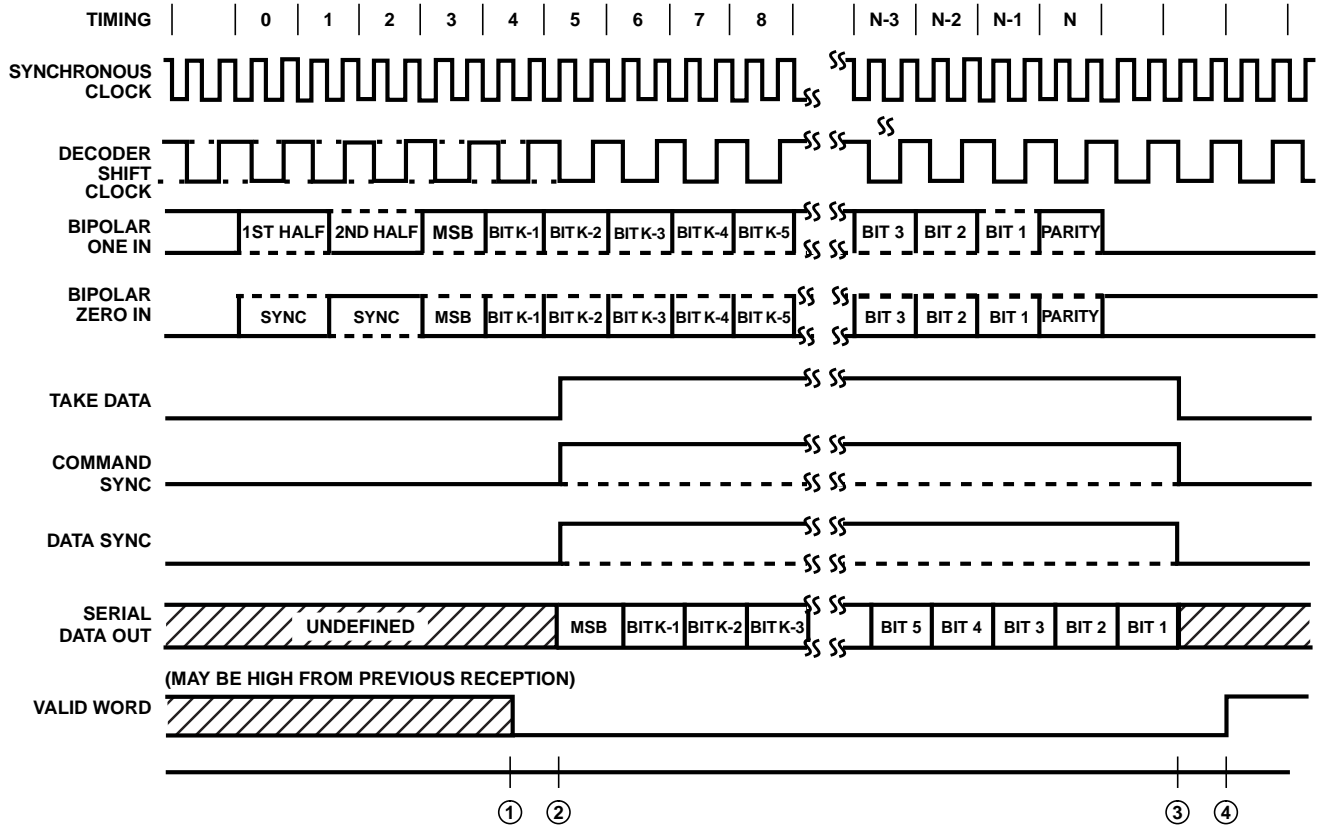 TIMING 0 1 2 3 4 5 6 7 8 N-3 N-2 N-1 N
SYNCHRONOUS
CLOCK
DECODER
SHIFT
CLOCK
BIPOLAR
ONE IN
1ST HALF 2ND HALF MSB BIT K-1 BIT K-2 BIT K-3 BIT K-4 BIT K-5 BIT 3 BIT 2 BIT 1 PARITY
BIPOLAR
ZERO IN
SYNC SYNC MSB BIT K-1 BIT K-2 BIT K-3 BIT K-4 BIT K-5 BIT 3 BIT 2 BIT 1 PARITY
TAKE DATA
COMMAND
SYNC
DATA SYNC
SERIAL
DATA OUT
UNDEFINED MSB BIT K-1 BIT K-2 BIT K-3 BIT 5 BIT 4 BIT 3 BIT 2 BIT 1
(MAY BE HIGH FROM PREVIOUS RECEPTION)
VALID WORD
1 2 3 4